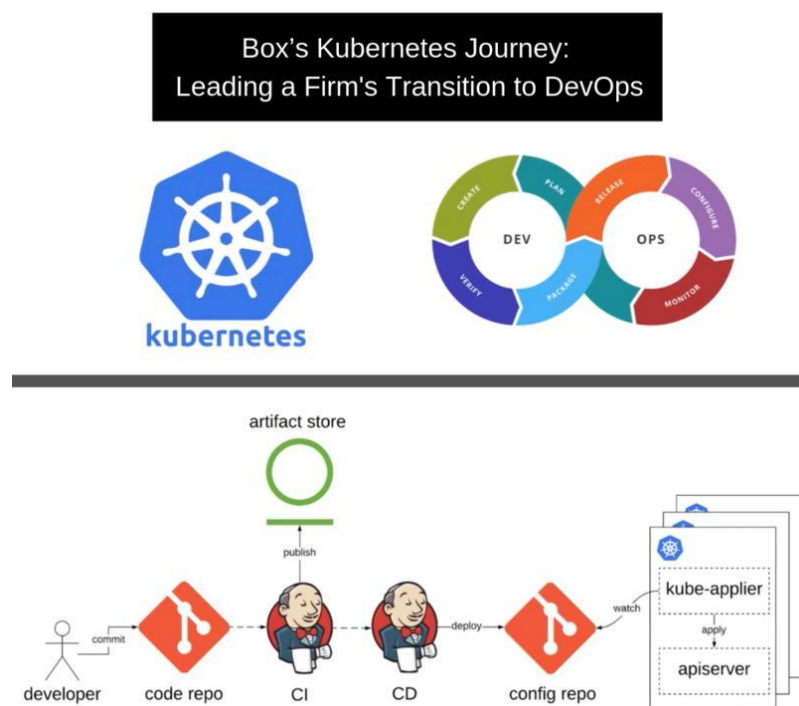 Box's Kubernetes Journey:
Leading a Firm's Transition to DevOps
kubernetes
CREATE
PLAN
RELEASE
CONFIGURE
DEV
OPS
VERIFY
PACKAGE
MONITOR
artifact store
publish
kube-applier
watch
commit
deploy
apply
apiserver
developer
code repo
CI
CD
config repo